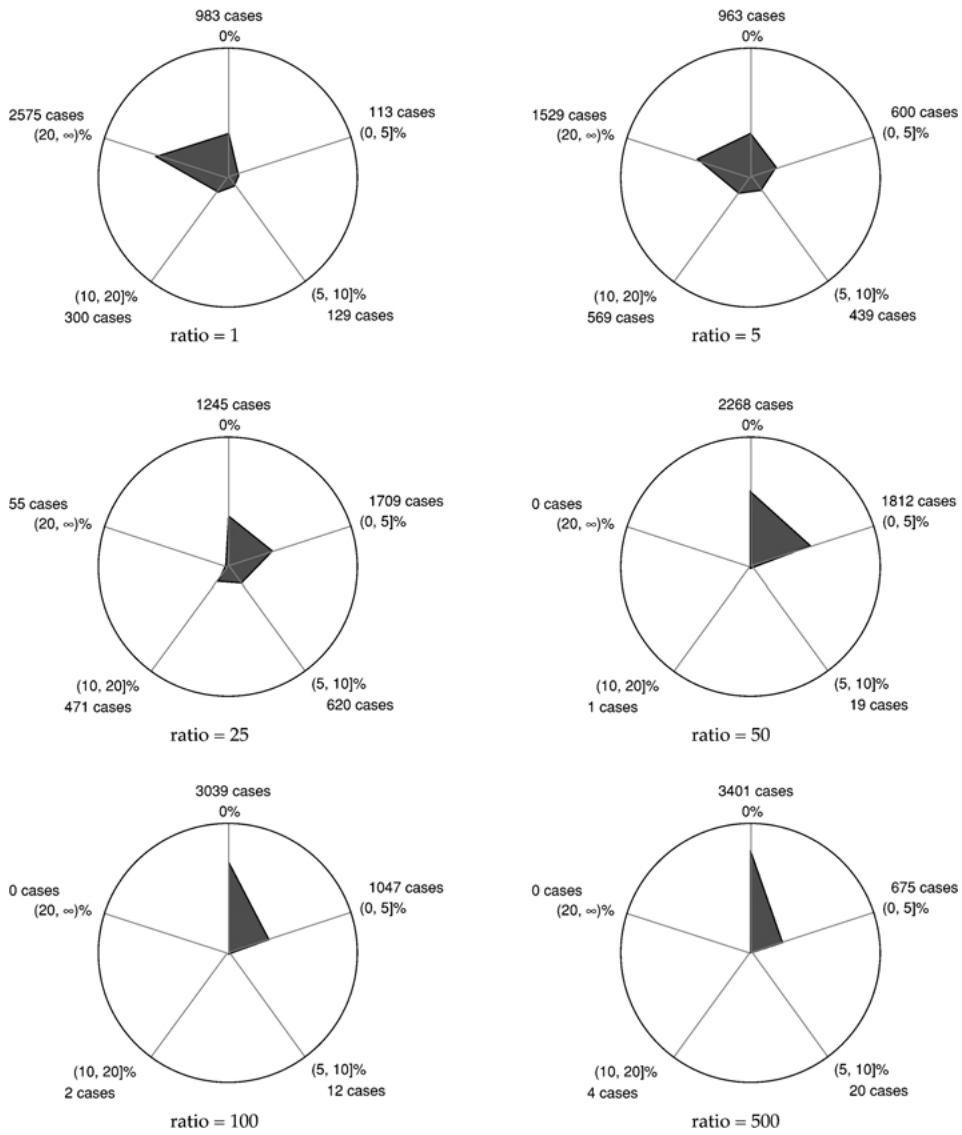 983 cases
0%
2575 cases
(20, ∞)%
113 cases
(0, 5]%
(10, 20]%
300 cases
(5, 10]%
129 cases
ratio = 1
963 cases
0%
1529 cases
(20, ∞)%
600 cases
(0, 5]%
(10, 20]%
569 cases
(5, 10]%
439 cases
ratio = 5
1245 cases
0%
55 cases
(20, ∞)%
1709 cases
(0, 5]%
(10, 20]%
471 cases
(5, 10]%
620 cases
ratio = 25
2268 cases
0%
0 cases
(20, ∞)%
1812 cases
(0, 5]%
(10, 20]%
1 cases
(5, 10]%
19 cases
ratio = 50
3039 cases
0%
0 cases
(20, ∞)%
1047 cases
(0, 5]%
(10, 20]%
2 cases
(5, 10]%
12 cases
ratio = 100
3401 cases
0%
0 cases
(20, ∞)%
675 cases
(0, 5]%
(10, 20]%
4 cases
(5, 10]%
20 cases
ratio = 500